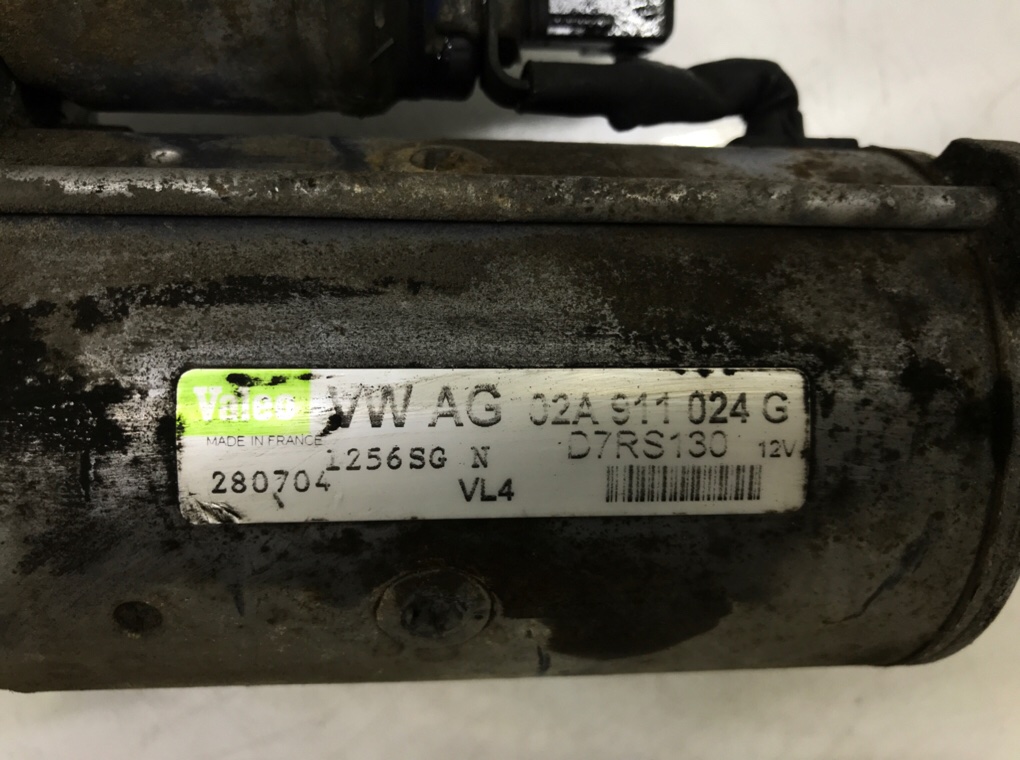 Valeo VW AG 02A 911 024 G
MADE IN FRANCE D7RS130 12V
1256SG N
280704 VL4